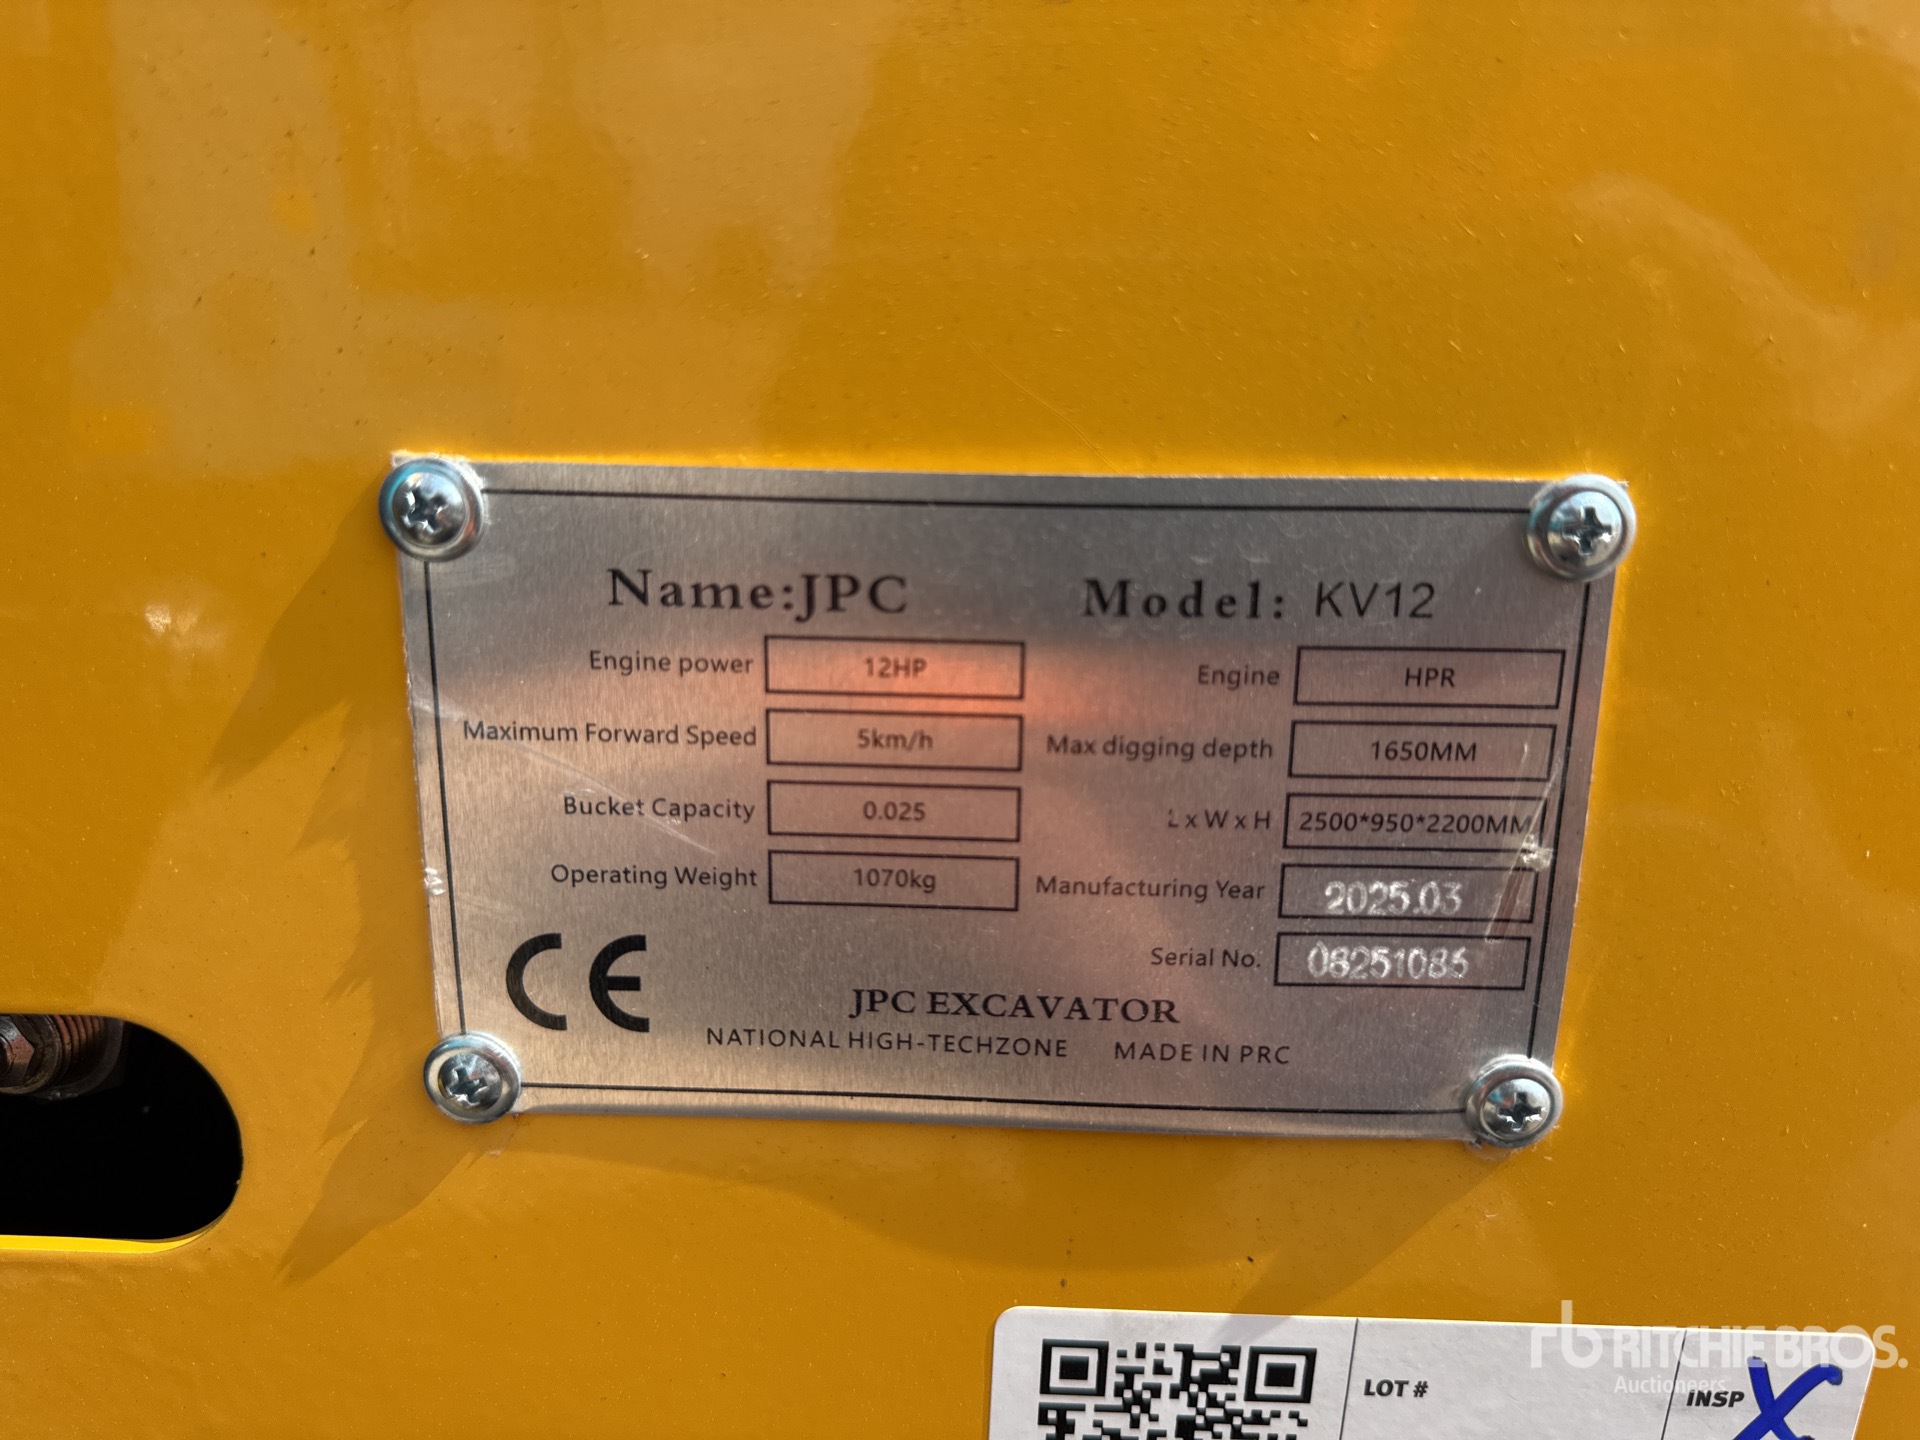 Name:JPC Model: KV12
Engine power 12HP Engine HPR
Maximum Forward Speed 5km/h Max digging depth 1650MM
Bucket Capacity 0.025 L x W x H 2500*950*2200MM
Operating Weight 1070kg Manufacturing Year 2025.03
Serial No. 08251085
CE
JPC EXCAVATOR
NATIONAL HIGH-TECHZONE MADE IN PRC
LOT # INSP X
rb RITCHIE BROS.
Auctioneers